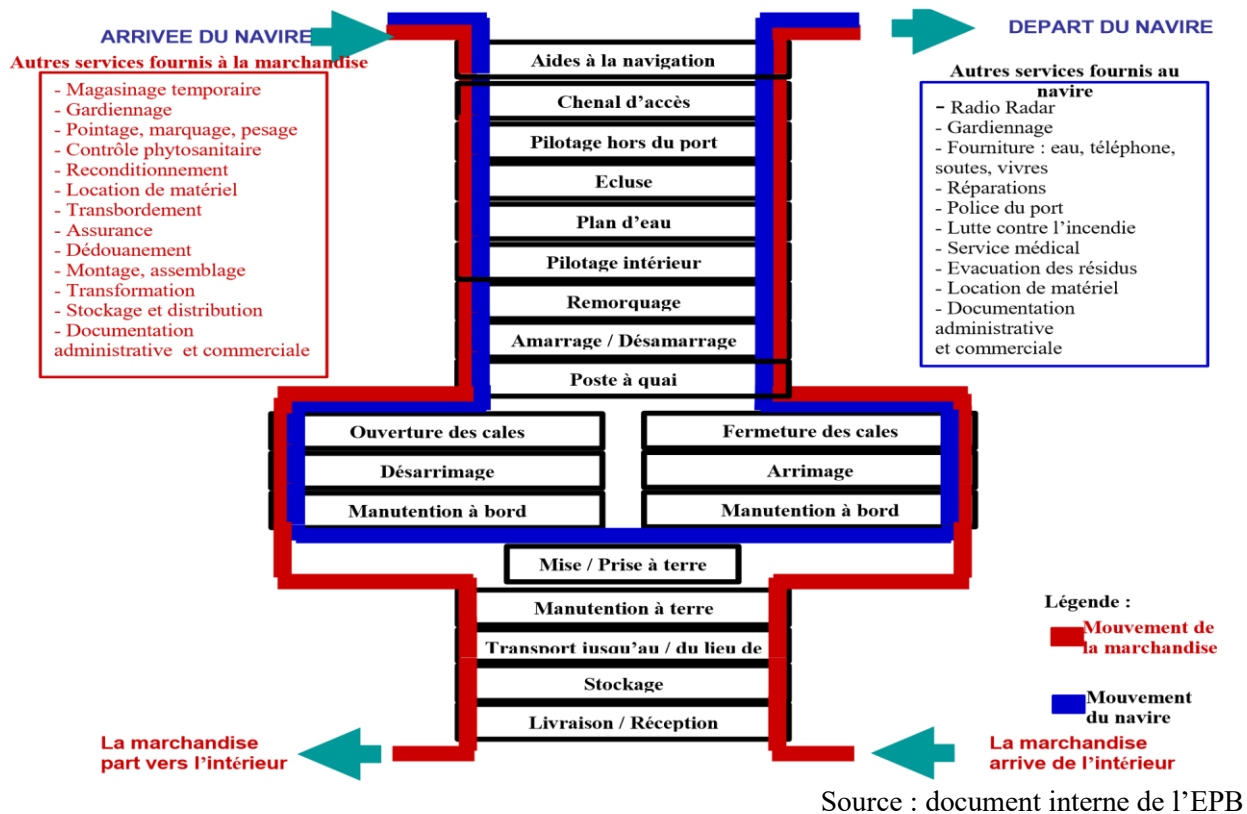 ARRIVEE DU NAVIRE
DEPART DU NAVIRE
Autres services fournis à la marchandise
- Magasinage temporaire
- Gardiennage
- Pointage, marquage, pesage
- Contrôle phytosanitaire
- Reconditionnement
- Location de matériel
- Transbordement
- Assurance
- Dédouanement
- Montage, assemblage
- Transformation
- Stockage et distribution
- Documentation
administrative et commerciale
Aides à la navigation
Chenal d’accès
Pilotage hors du port
Ecluse
Plan d’eau
Pilotage intérieur
Remorquage
Amarrage / Désamarrage
Poste à quai
Autres services fournis au
navire
- Radio Radar
- Gardiennage
- Fourniture : eau, téléphone,
soutes, vivres
- Réparations
- Police du port
- Lutte contre l’incendie
- Service médical
- Evacuation des résidus
- Location de matériel
- Documentation
administrative
et commerciale
Ouverture des cales
Fermeture des cales
Désarrimage
Arrimage
Manutention à bord
Manutention à bord
Mise / Prise à terre
Manutention à terre
Transport jusqu’au / du lieu de
Stockage
Livraison / Réception
Légende :
Mouvement de
la marchandise
Mouvement
du navire
La marchandise
part vers l’intérieur
La marchandise
arrive de l’intérieur
Source : document interne de l’EPB